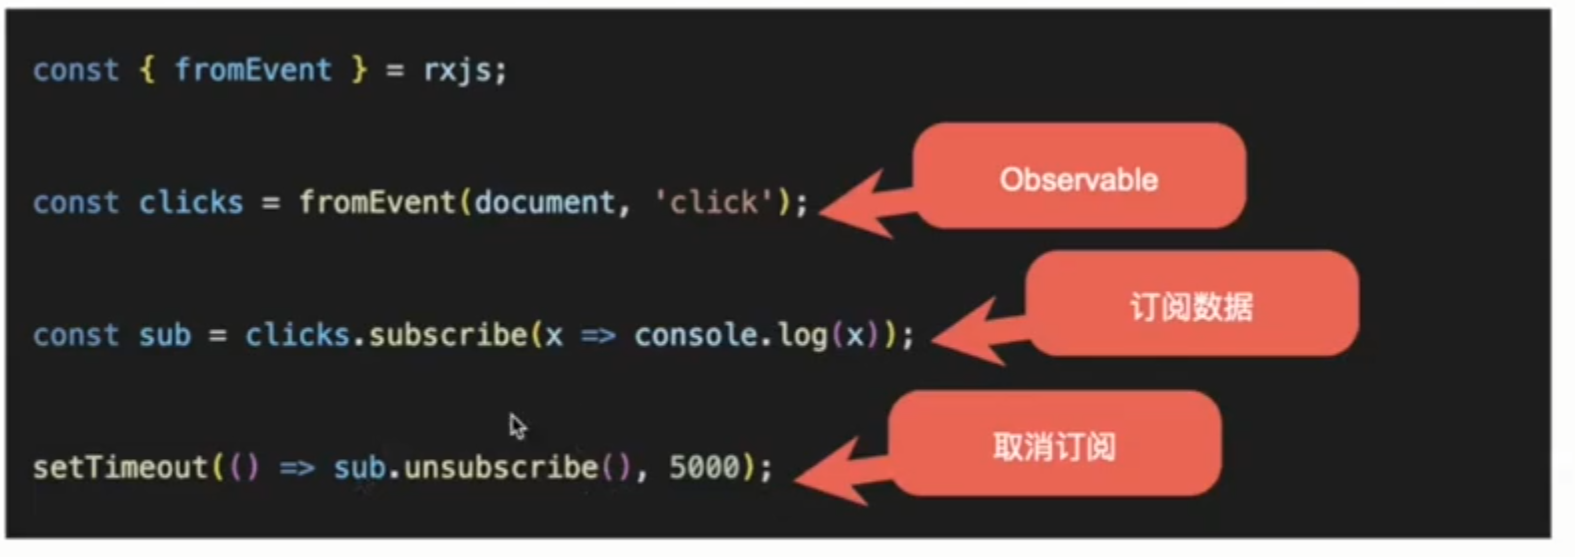 const { fromEvent } = rxjs;
Observable
const clicks = fromEvent(document, 'click');
订阅数据
const sub = clicks.subscribe(x => console.log(x));
取消订阅
setTimeout(() => sub.unsubscribe(), 5000);